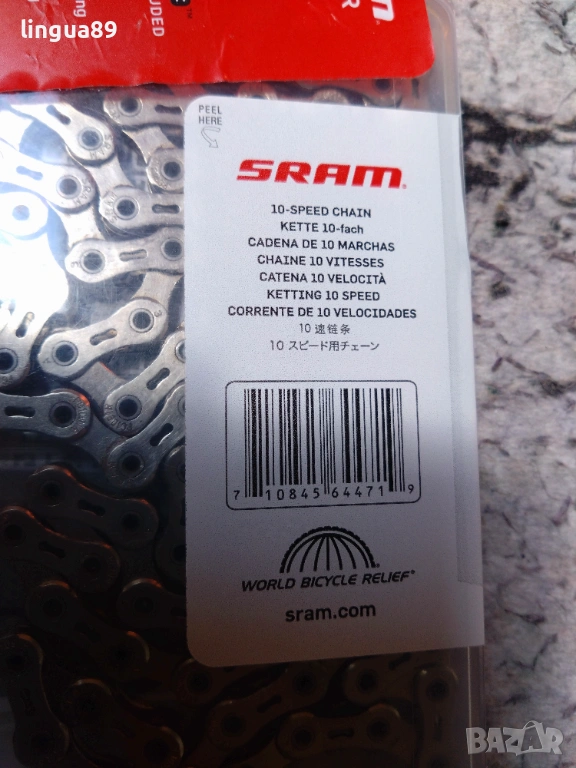 lingua89
R
UDED
PEEL
HERE
SRAM
10-SPEED CHAIN
KETTE 10-fach
CADENA DE 10 MARCHAS
CHAINE 10 VITESSES
CATENA 10 VELOCITÀ
KETTING 10 SPEED
CORRENTE DE 10 VELOCIDADES
10 速链条
10 スピード用チェーン
7 10845 64471 9
WORLD BICYCLE RELIEF
sram.com
BAZAR